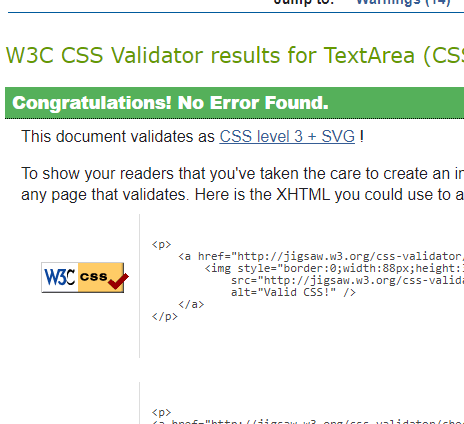 Jump to: Warnings (14)
W3C CSS Validator results for TextArea (CSS
Congratulations! No Error Found.
This document validates as CSS level 3 + SVG !
To show your readers that you've taken the care to create an in
any page that validates. Here is the XHTML you could use to a
<p>
<a href="http://jigsaw.w3.org/css-validator/
<img style="border:0;width:88px;height:
src="http://jigsaw.w3.org/css-valida
alt="Valid CSS!" />
</a>
</p>
W3C css
<p>
<a href="http://jigsaw.w3.org/css-validator/che